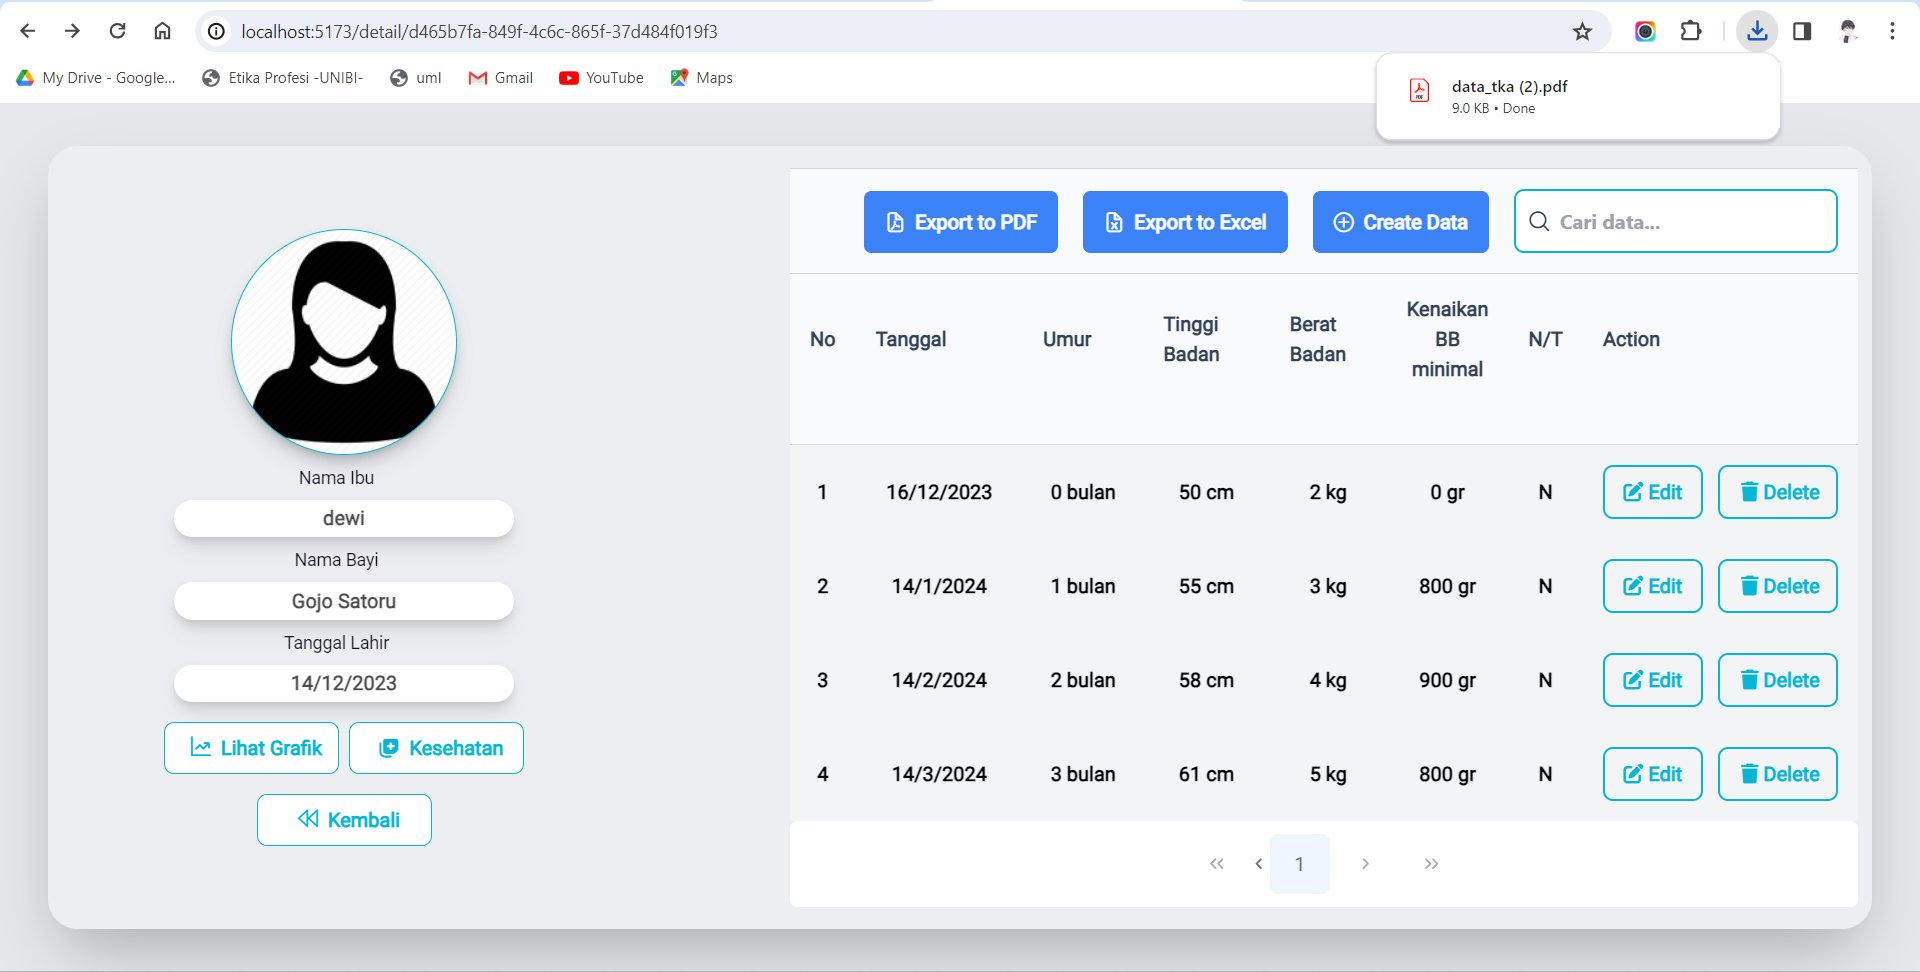 localhost:5173/detail/d465b7fa-849f-4c6c-865f-37d484f019f3
My Drive - Google... Etika Profesi -UNIBI- uml Gmail YouTube Maps
data_tka (2).pdf
9.0 KB • Done
Export to PDF Export to Excel Create Data Cari data...
No Tanggal Umur Tinggi Badan Berat Badan Kenaikan BB minimal N/T Action
1 16/12/2023 0 bulan 50 cm 2 kg 0 gr N Edit Delete
2 14/1/2024 1 bulan 55 cm 3 kg 800 gr N Edit Delete
3 14/2/2024 2 bulan 58 cm 4 kg 900 gr N Edit Delete
4 14/3/2024 3 bulan 61 cm 5 kg 800 gr N Edit Delete
« ‹ 1 › »
Nama Ibu
dewi
Nama Bayi
Gojo Satoru
Tanggal Lahir
14/12/2023
Lihat Grafik Kesehatan
Kembali